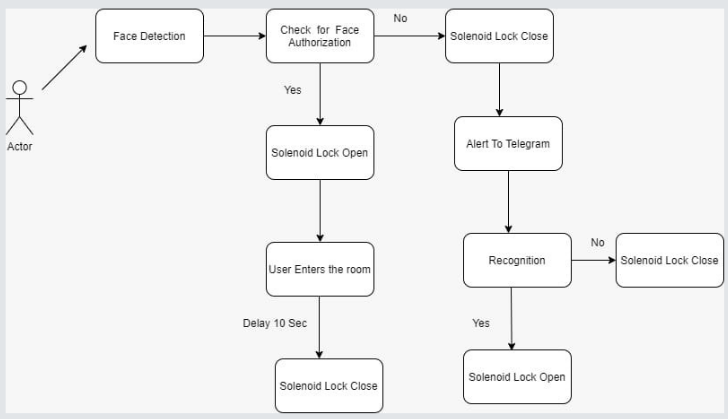 Face Detection
Check for Face
Authorization
No
Solenoid Lock Close
Actor
Yes
Solenoid Lock Open
Alert To Telegram
User Enters the room
Recognition
No
Solenoid Lock Close
Delay 10 Sec
Yes
Solenoid Lock Close
Solenoid Lock Open